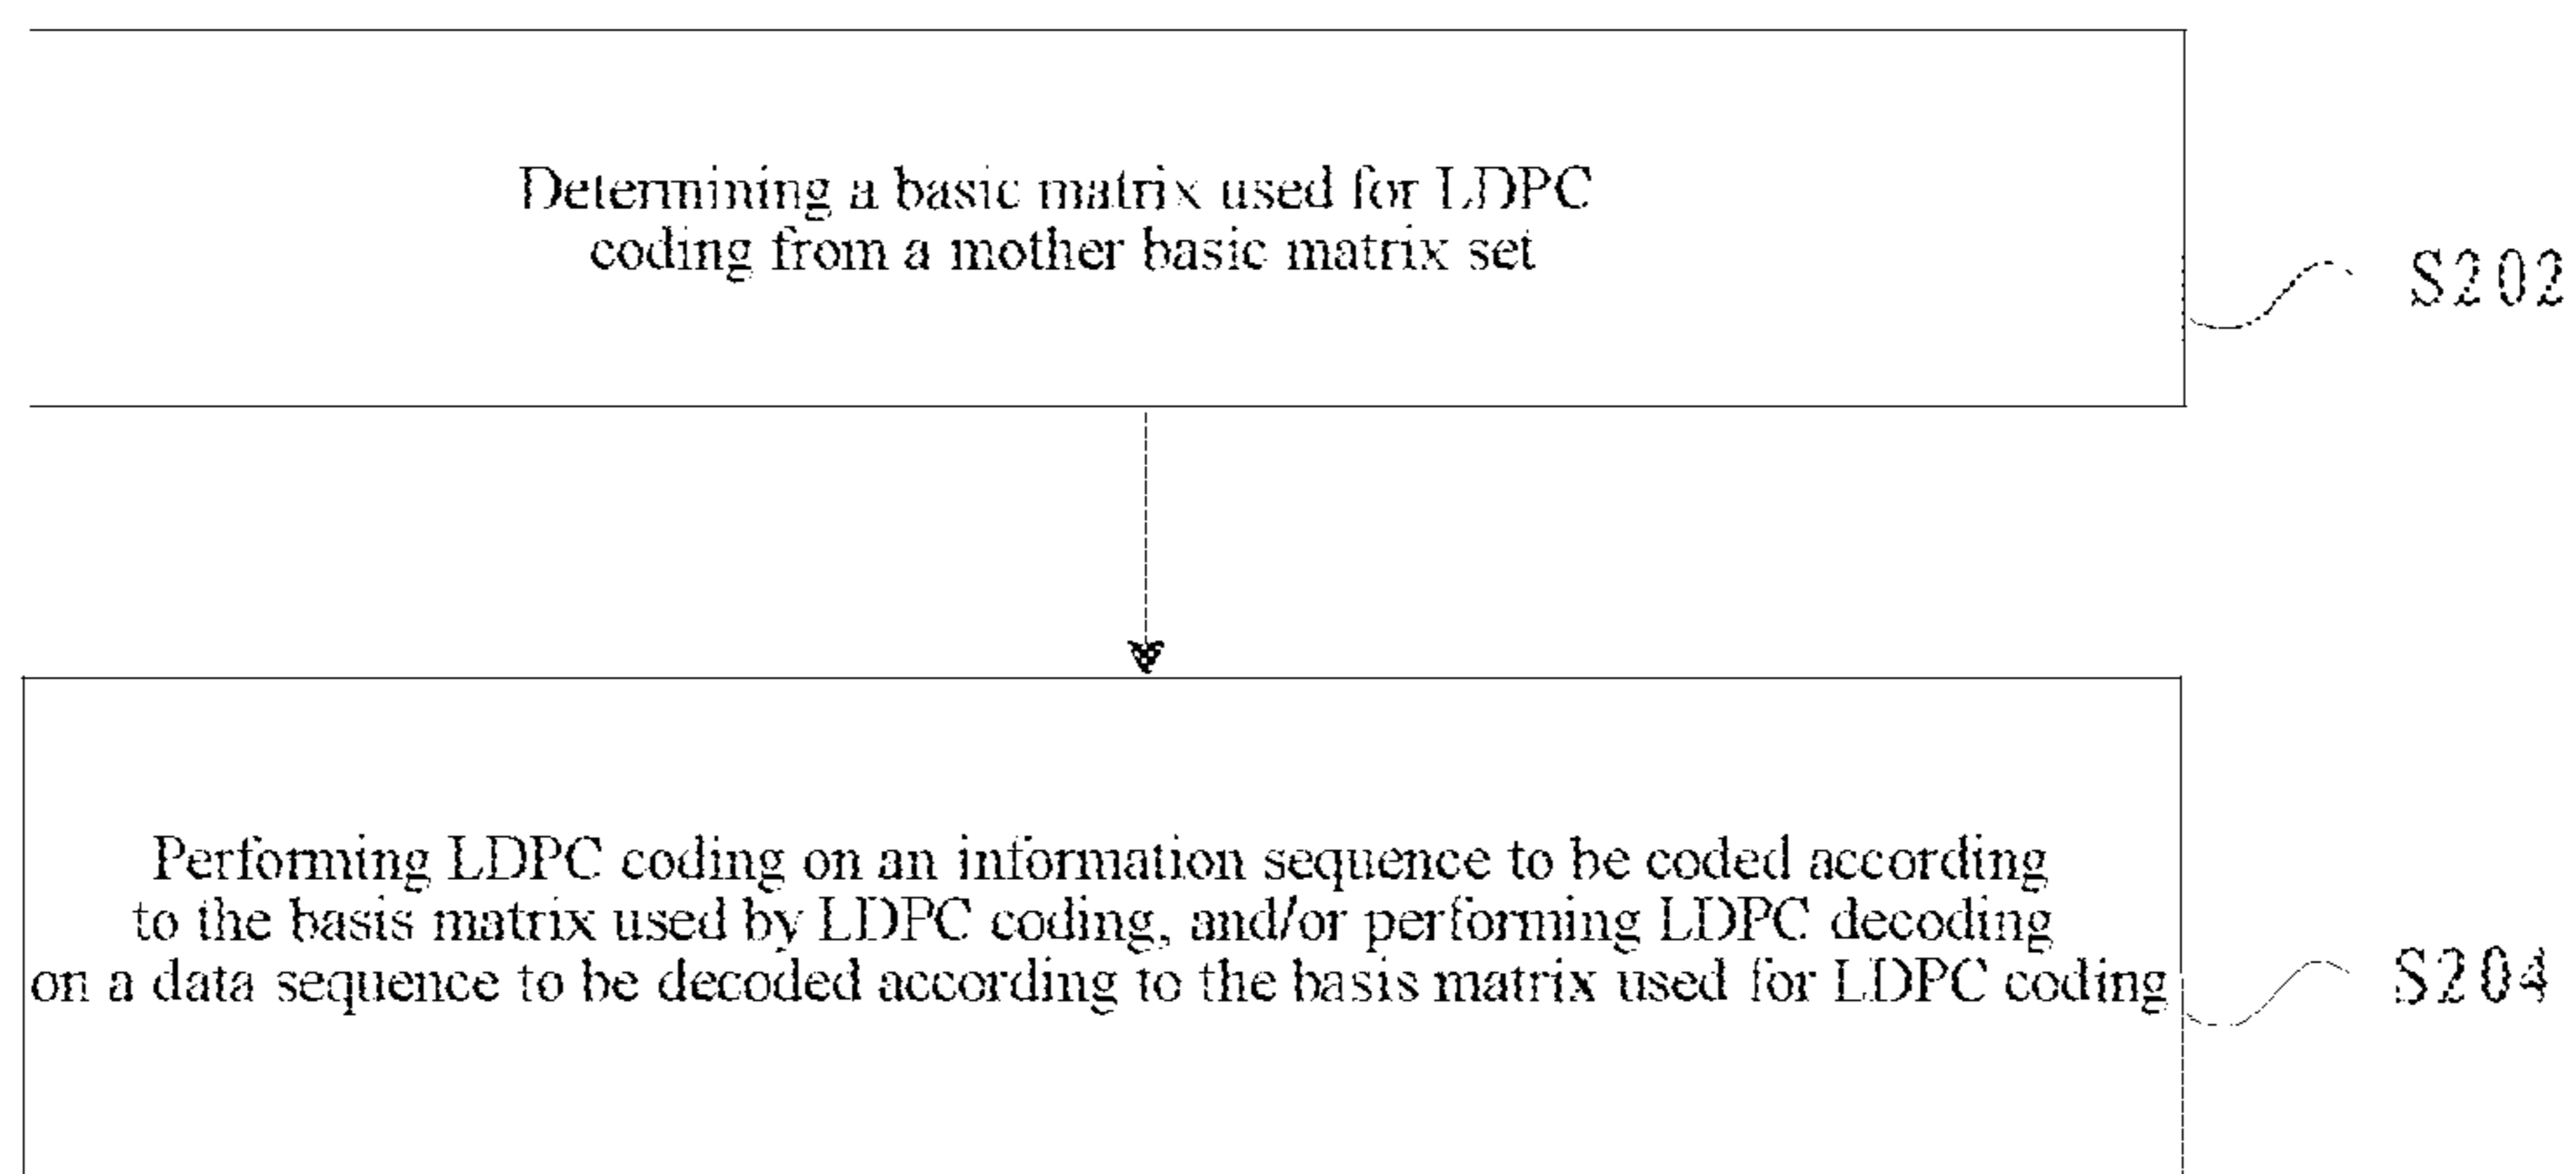 Determining a basic matrix used for LDPC
coding from a mother basic matrix set
S202
Performing LDPC coding on an information sequence to be coded according
to the basis matrix used by LDPC coding, and/or performing LDPC decoding
on a data sequence to be decoded according to the basis matrix used for LDPC coding
S204